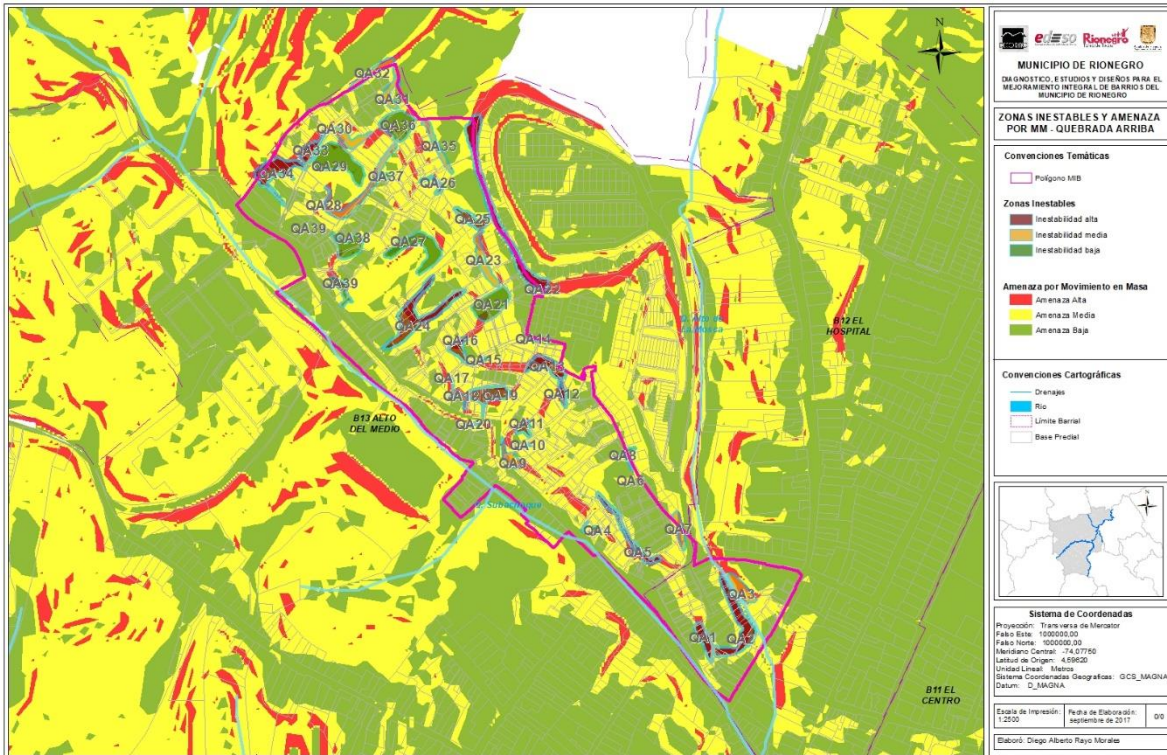 QA32
QA31
QA30
QA36
QA33
QA35
QA34
QA29
QA37
QA26
QA28
QA25
QA39
QA38
QA27
QA23
QA39
QA22
QA21
QA24
QA16
QA14
QA15
QA13
QA17
QA18
QA19
QA12
QA20
QA11
QA10
QA9
QA8
QA6
QA4
QA7
QA5
QA3
QA1
QA2
B12 EL
HOSPITAL
B13 ALTO
DEL MEDIO
B11 EL
CENTRO
N
edeso
Rionegro
MUNICIPIO DE RIONEGRO
DIAGNOSTICO, ESTUDIOS Y DISEÑOS PARA EL
MEJORAMIENTO INTEGRAL DE BARRIOS DEL
MUNICIPIO DE RIONEGRO
ZONAS INESTABLES Y AMENAZA
POR MM - QUEBRADA ARRIBA
Convenciones Temáticas
Polígono MIB
Zonas Inestables
Inestabilidad alta
Inestabilidad media
Inestabilidad baja
Amenaza por Movimiento en Masa
Amenaza Alta
Amenaza Media
Amenaza Baja
Convenciones Cartográficas
Drenajes
Rio
Límite Barrial
Base Predial
Sistema de Coordenadas
Proyección: Transversa de Mercator
Falso Este: 1000000,00
Falso Norte: 1000000,00
Meridiano Central: -74,07750
Latitud de Origen: 4,59620
Unidad Lineal: Metros
Sistema Coordenadas Geograficas: GCS_MAGNA
Datum: D_MAGNA
Escala de Impresión:
1:2500
Fecha de Elaboración:
septiembre de 2017
0/0
Elaboró: Diego Alberto Rayo Morales